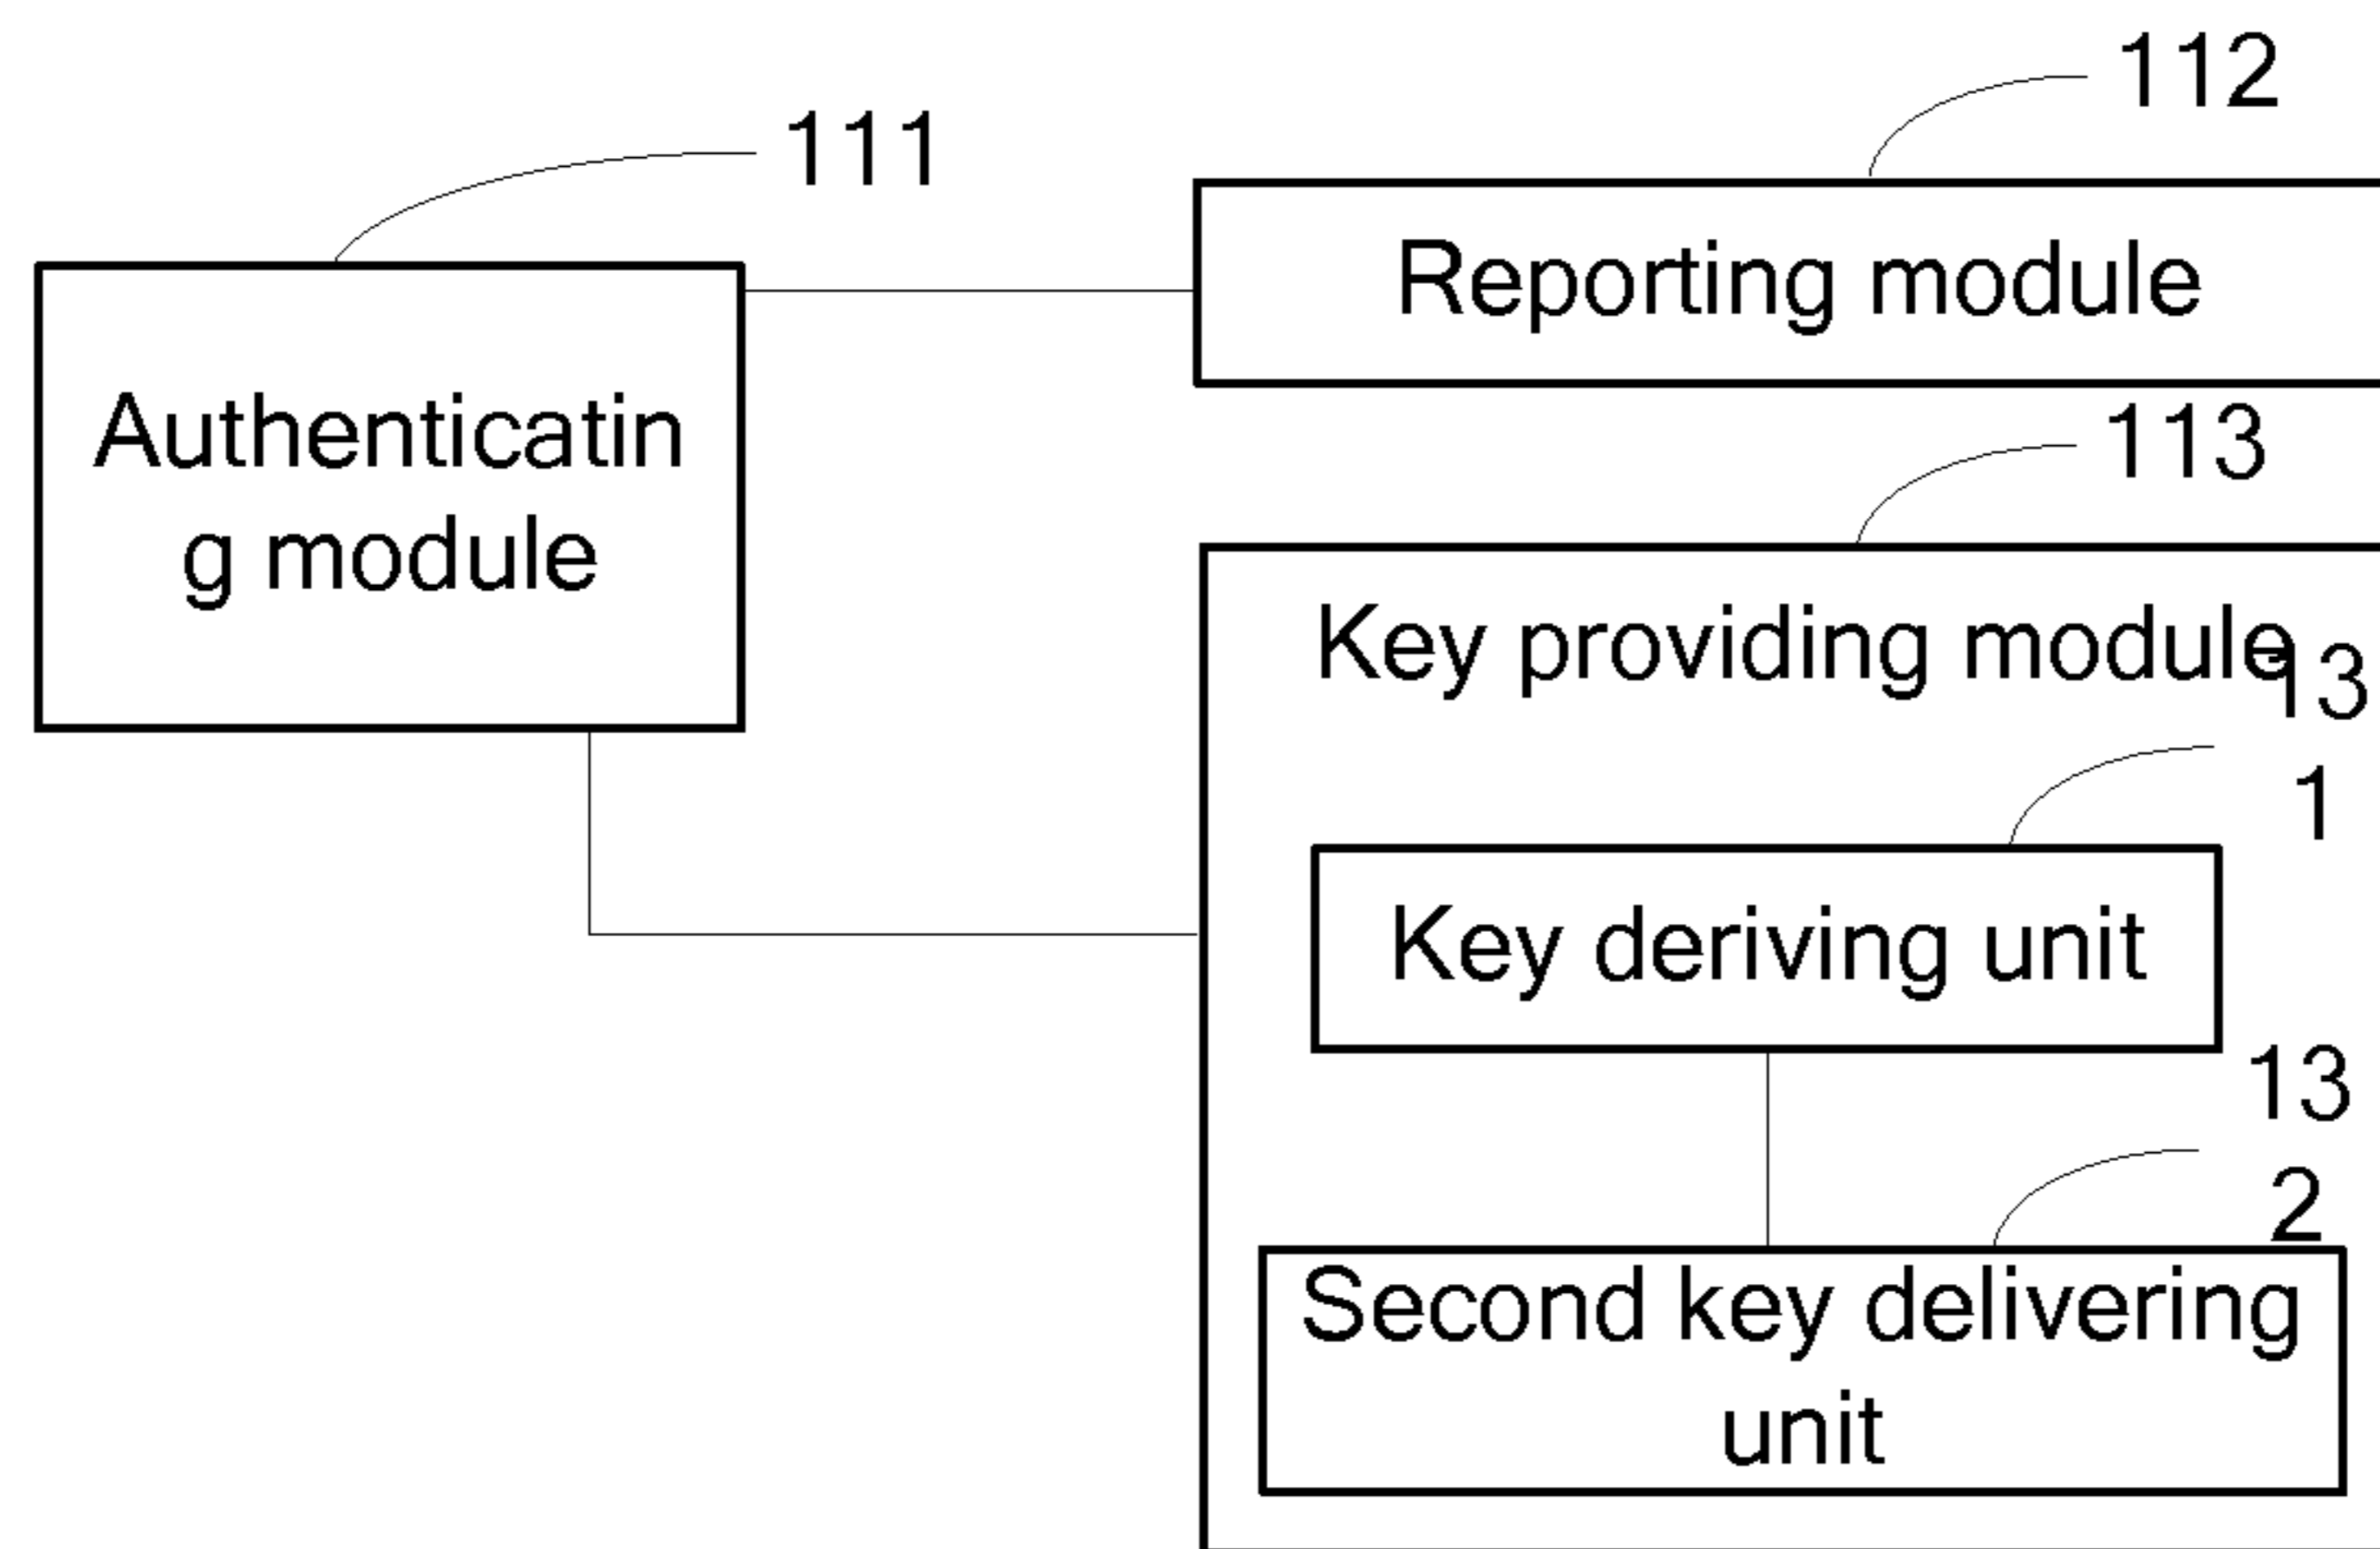 112
111
Reporting module
Authenticatin
g module
113
Key providing module
13
1
Key deriving unit
13
2
Second key delivering
unit